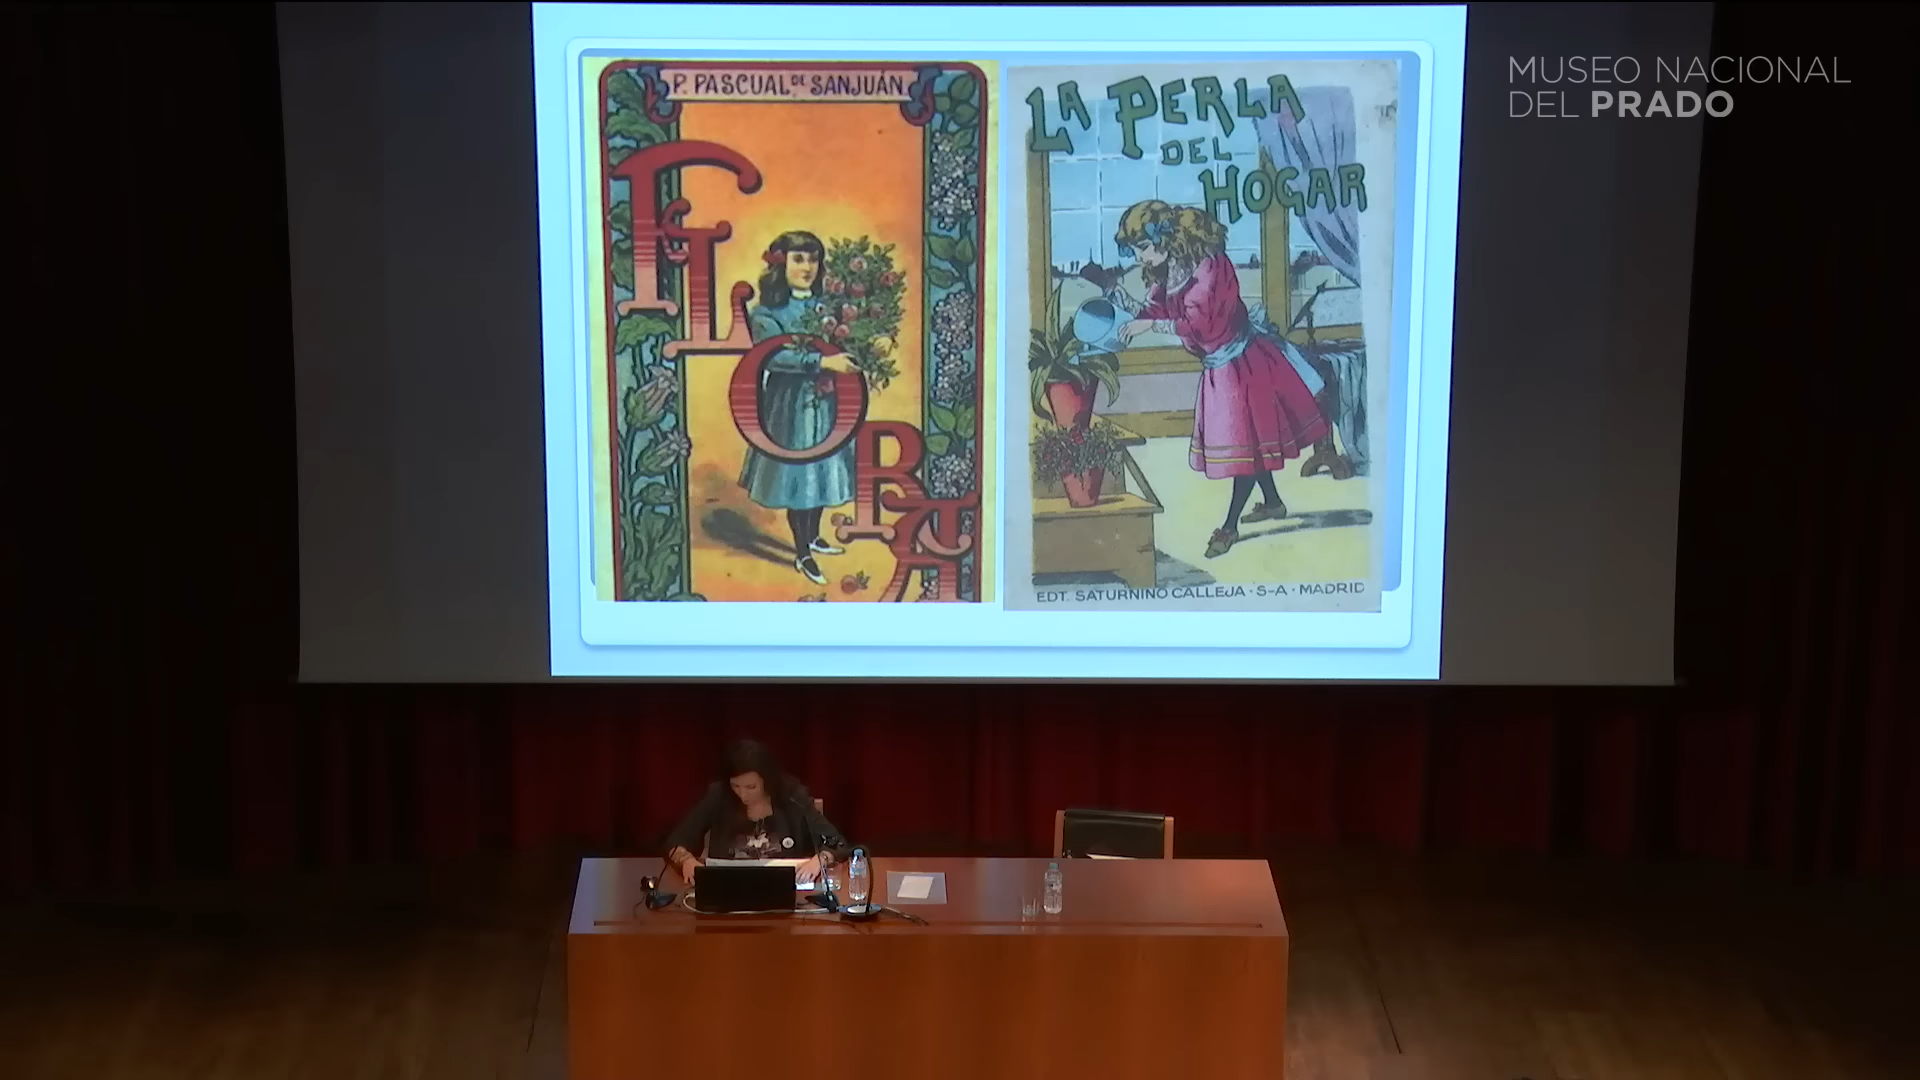 P. PASCUAL DE SANJUÁN
FLORA
LA PERLA
DEL
HOGAR
EDT. SATURNINO CALLEJA · S-A · MADRID
MUSEO NACIONAL
DEL PRADO